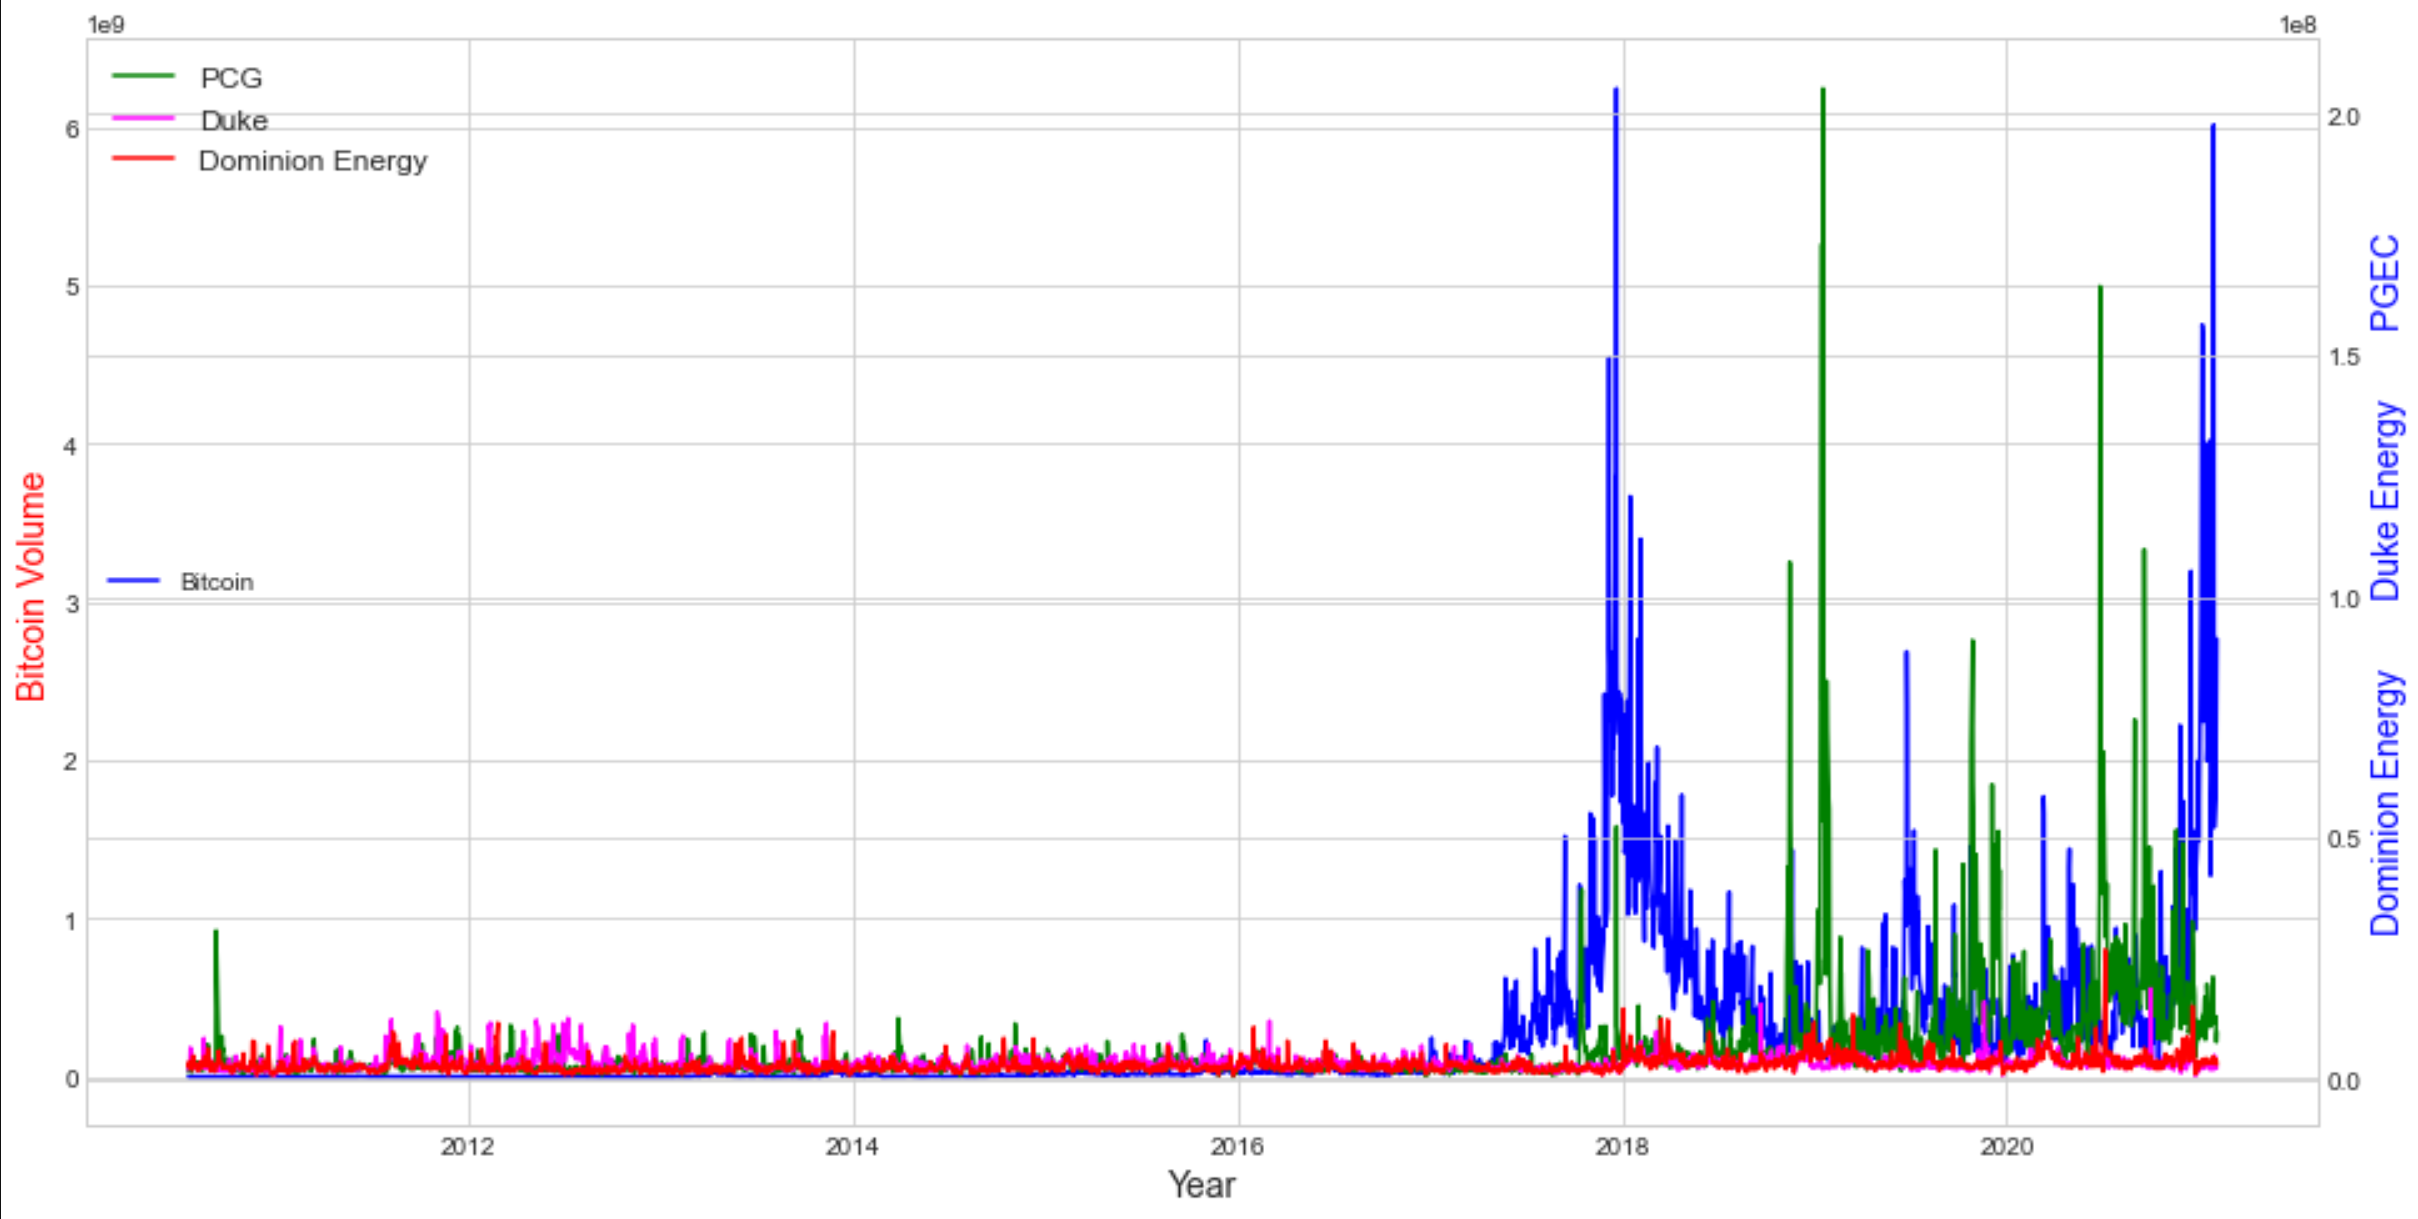 1e9
1e8
PCG
Duke
Dominion Energy
Bitcoin
6
5
4
3
2
1
0
Bitcoin Volume
2.0
1.5
1.0
0.5
0.0
Dominion Energy Duke Energy PGEC
2012
2014
2016
2018
2020
Year